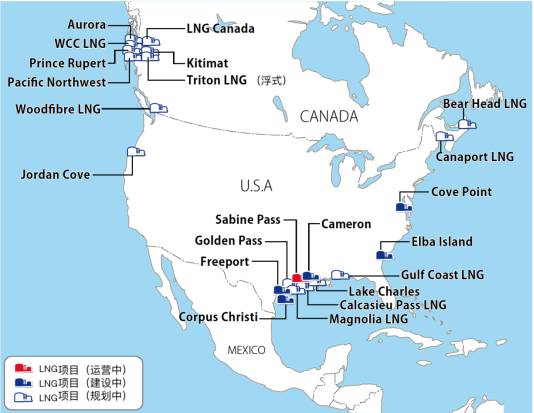 Aurora
LNG Canada
WCC LNG
Prince Rupert
Kitimat
Pacific Northwest
Triton LNG （浮式）
Woodfibre LNG
Bear Head LNG
CANADA
Canaport LNG
Jordan Cove
U.S.A
Cove Point
Sabine Pass
Cameron
Golden Pass
Elba Island
Freeport
Gulf Coast LNG
Lake Charles
Calcasieu Pass LNG
Corpus Christi
Magnolia LNG
MEXICO
LNG项目（运营中）
LNG项目（建设中）
LNG项目（规划中）